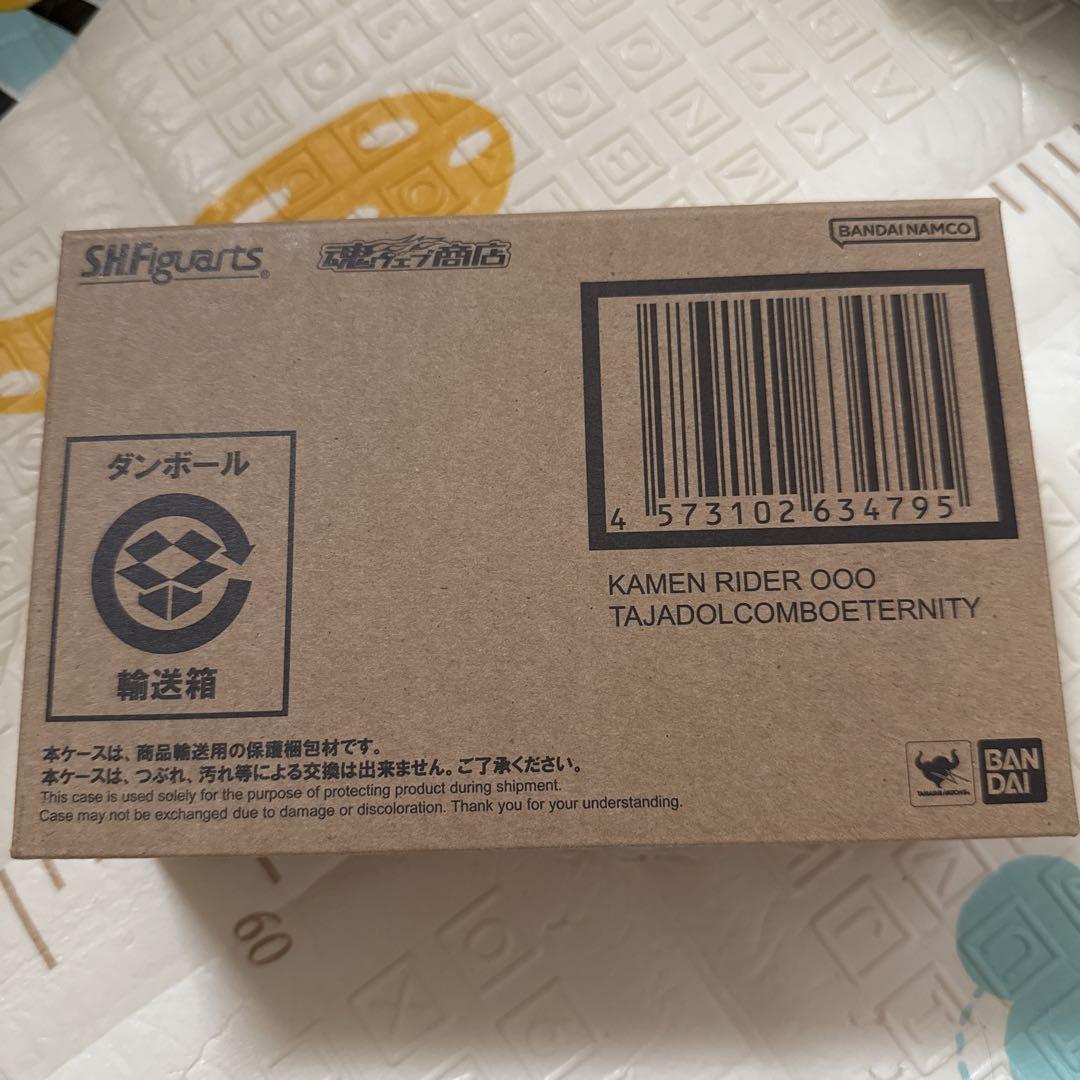 S.H.Figuarts®
魂ウェブ商店
BANDAI NAMCO
4 573102 634795
KAMEN RIDER OOO
TAJADOLCOMBOETERNITY
ダンボール
輸送箱
本ケースは、商品輸送用の保護梱包材です。
本ケースは、つぶれ、汚れ等による交換は出来ません。ご了承ください。
This case is used solely for the purpose of protecting product during shipment.
Case may not be exchanged due to damage or discoloration. Thank you for your understanding.
TAMASHII NATIONS
BAN
DAI
60